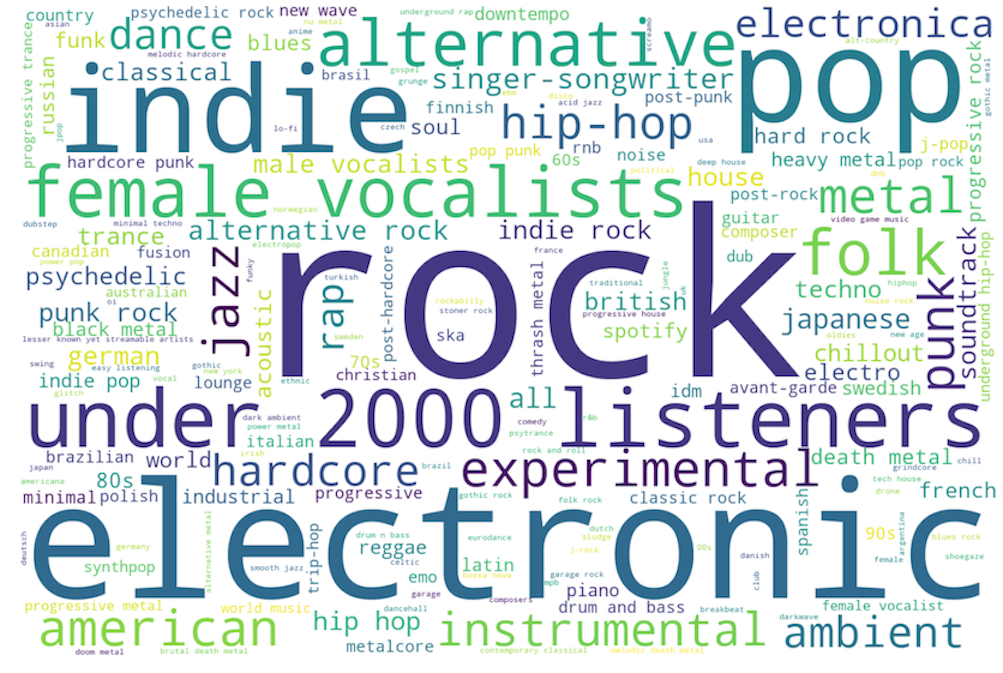 country
psychedelic rock
new wave
underground rap
downtempo
electronica
asian
nu metal
anime
screamo
alt-country
funk
dance
blues
alternative
melodic hardcore
progressive trance
russian
jpop
classical
brasil
gospel
grunge
singer-songwriter
pop
indie
ebm
disco
post-punk
finnish
acid jazz
progressive rock
gothic metal
lo-fi
czech
soul
hip-hop
usa
hard rock
j-pop
rnb
noise
pop punk
60s
hardcore punk
male vocalists
deep house
heavy metal
pop rock
political
house
dnb
female vocalists
post-rock
metal
norwegian
dubstep
minimal techno
guitar
video game music
trance
alternative rock
indie rock
composer
canadian
power pop
fusion
electropop
france
dub
folk
rock
jazz
funky
psychedelic
turkish
post-hardcore
traditional
jungle
uk
techno
hiphop
underground hip-hop
soundtrack
punk
australian
oi
acoustic
rap
rockabilly
stoner rock
thrash metal
british
progressive house
noise rock
punk rock
black metal
sweden
ska
spotify
japanese
oldies
new age
lesser known yet streamable artists
german
chillout
swing
easy listening
gothic
new york
70s
christian
electro
indie pop
vocal
lounge
ethnic
idm
avant-garde
swedish
glitch
all
under 2000 listeners
dark ambient
power metal
comedy
r&b
psytrance
italian
irish
rock and roll
brazilian
world
japan
hardcore
brazil
experimental
death metal
chill
grindcore
americana
80s
tech house
french
minimal
polish
industrial
progressive
gothic rock
folk rock
classic rock
drone
electronic
deutsch
germany
alternative metal
trip-hop
drum n bass
eurodance
dutch
sludge
00s
spanish
90s
argentina
blues rock
synthpop
smooth jazz
reggae
celtic
j-rock
danish
female
shoegaze
emo
latin
bossa nova
garage rock
mpb
club
piano
garage
composers
progressive metal
world music
dancehall
drum and bass
breakbeat
female vocalist
darkwave
american
hip hop
instrumental
ambient
metalcore
doom metal
brutal death metal
contemporary classical
melodic death metal